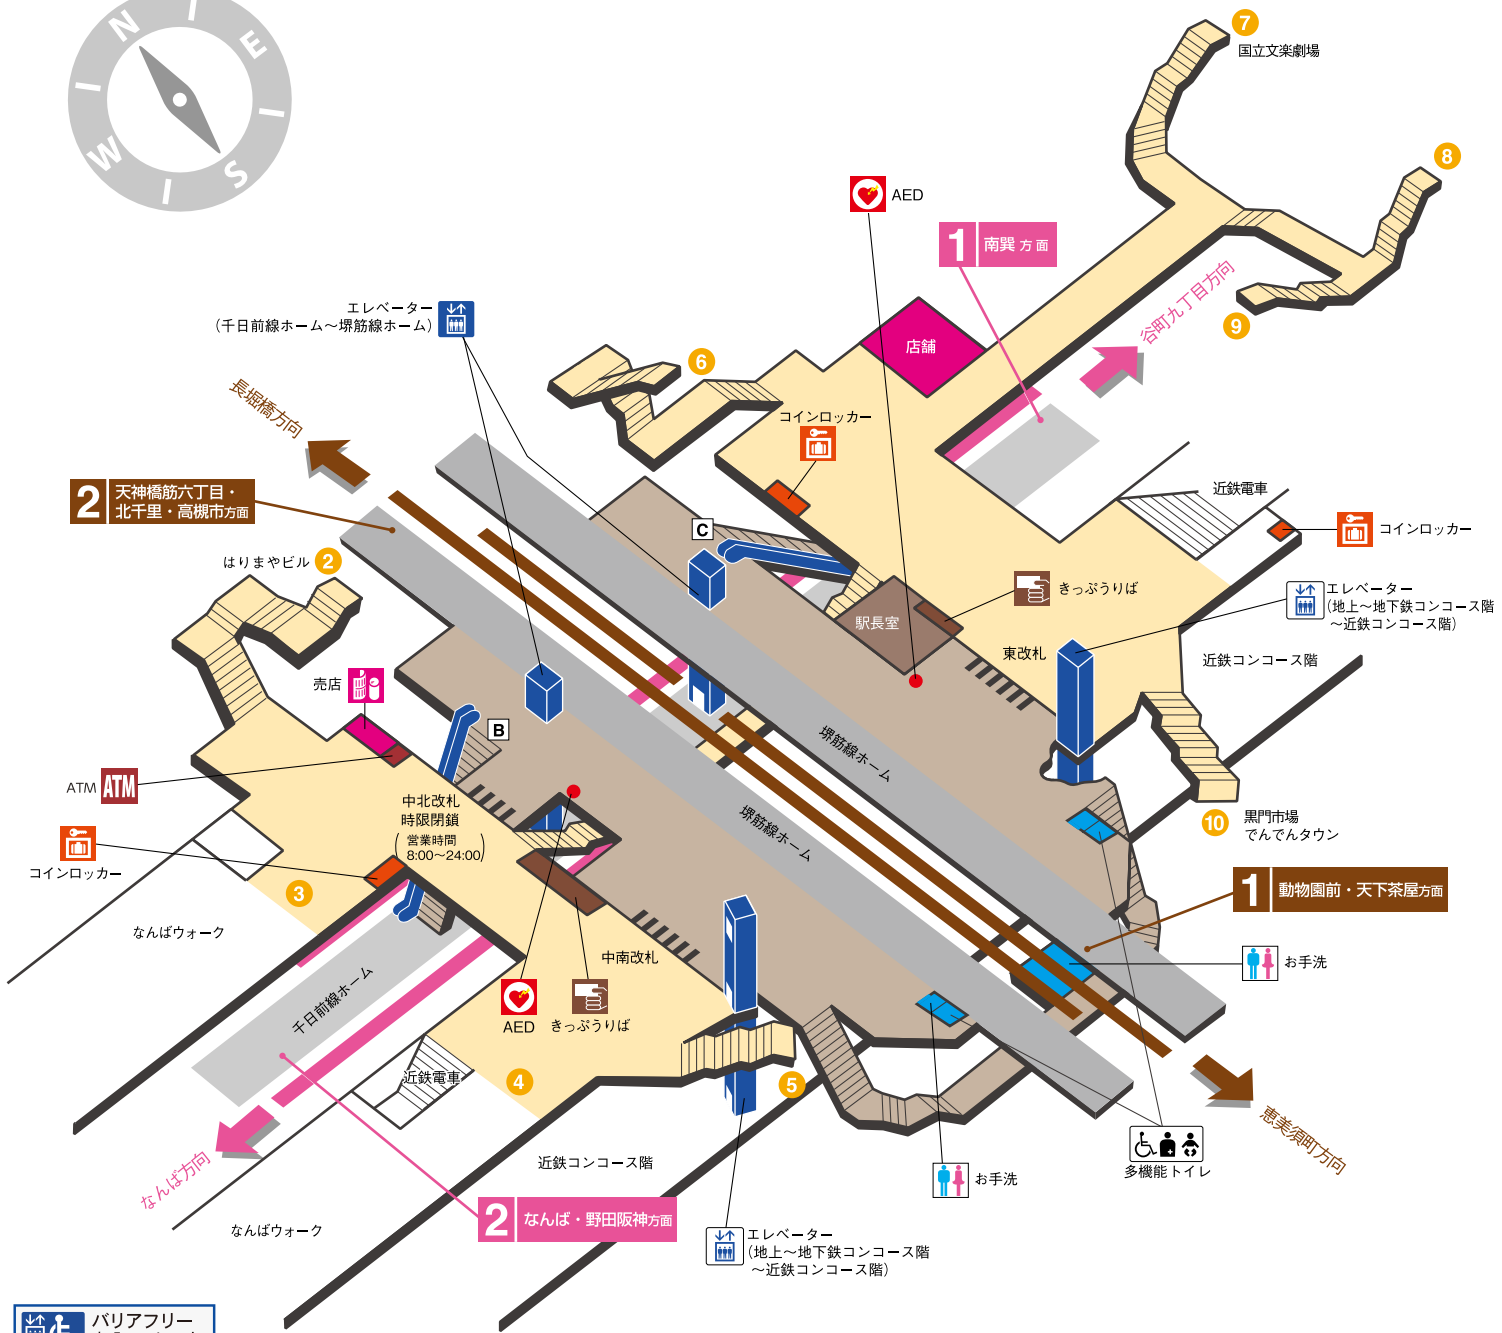 N
E
S
W
7
国立文楽劇場
8
AED
1 南巽 方面
谷町九丁目方向
9
エレベーター
(千日前線ホーム〜堺筋線ホーム)
店舗
6
長堀橋方向
コインロッカー
2 天神橋筋六丁目・
北千里・高槻市方面
近鉄電車
C
コインロッカー
はりまやビル 2
きっぷうりば
エレベーター
(地上〜地下鉄コンコース階
〜近鉄コンコース階)
駅長室
東改札
近鉄コンコース階
売店
B
堺筋線ホーム
ATM ATM
中北改札
時限閉鎖
(営業時間
8:00〜24:00)
堺筋線ホーム
10
黒門市場
でんでんタウン
コインロッカー
3
1 動物園前・天下茶屋方面
なんばウォーク
中南改札
お手洗
千日前線ホーム
AED
きっぷうりば
近鉄電車
4
5
恵美須町方向
なんば方向
近鉄コンコース階
お手洗
多機能トイレ
2 なんば・野田阪神方面
なんばウォーク
エレベーター
(地上〜地下鉄コンコース階
〜近鉄コンコース階)
バリアフリー